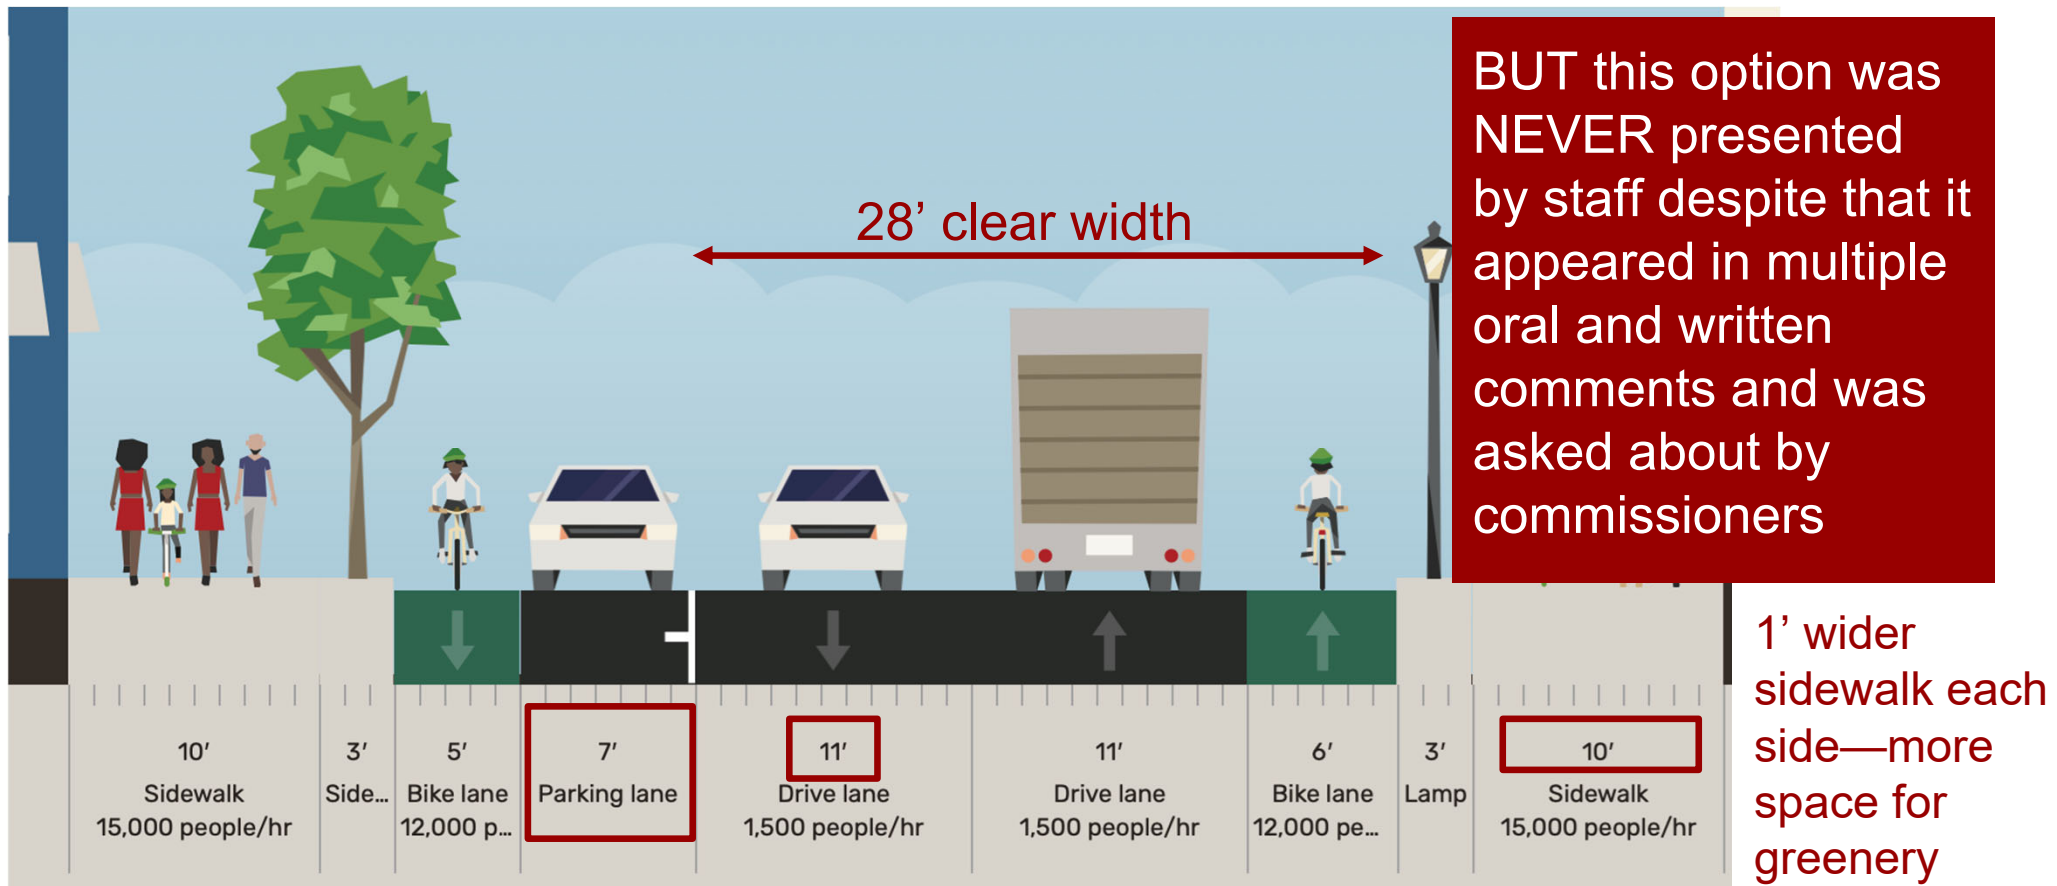 BUT this option was
NEVER presented
by staff despite that it
appeared in multiple
oral and written
comments and was
asked about by
commissioners
28’ clear width
1’ wider
sidewalk each
side—more
space for
greenery
10′
Sidewalk
15,000 people/hr
3′
Side...
5′
Bike lane
12,000 p...
7′
Parking lane
11′
Drive lane
1,500 people/hr
11′
Drive lane
1,500 people/hr
6′
Bike lane
12,000 pe...
3′
Lamp
10′
Sidewalk
15,000 people/hr